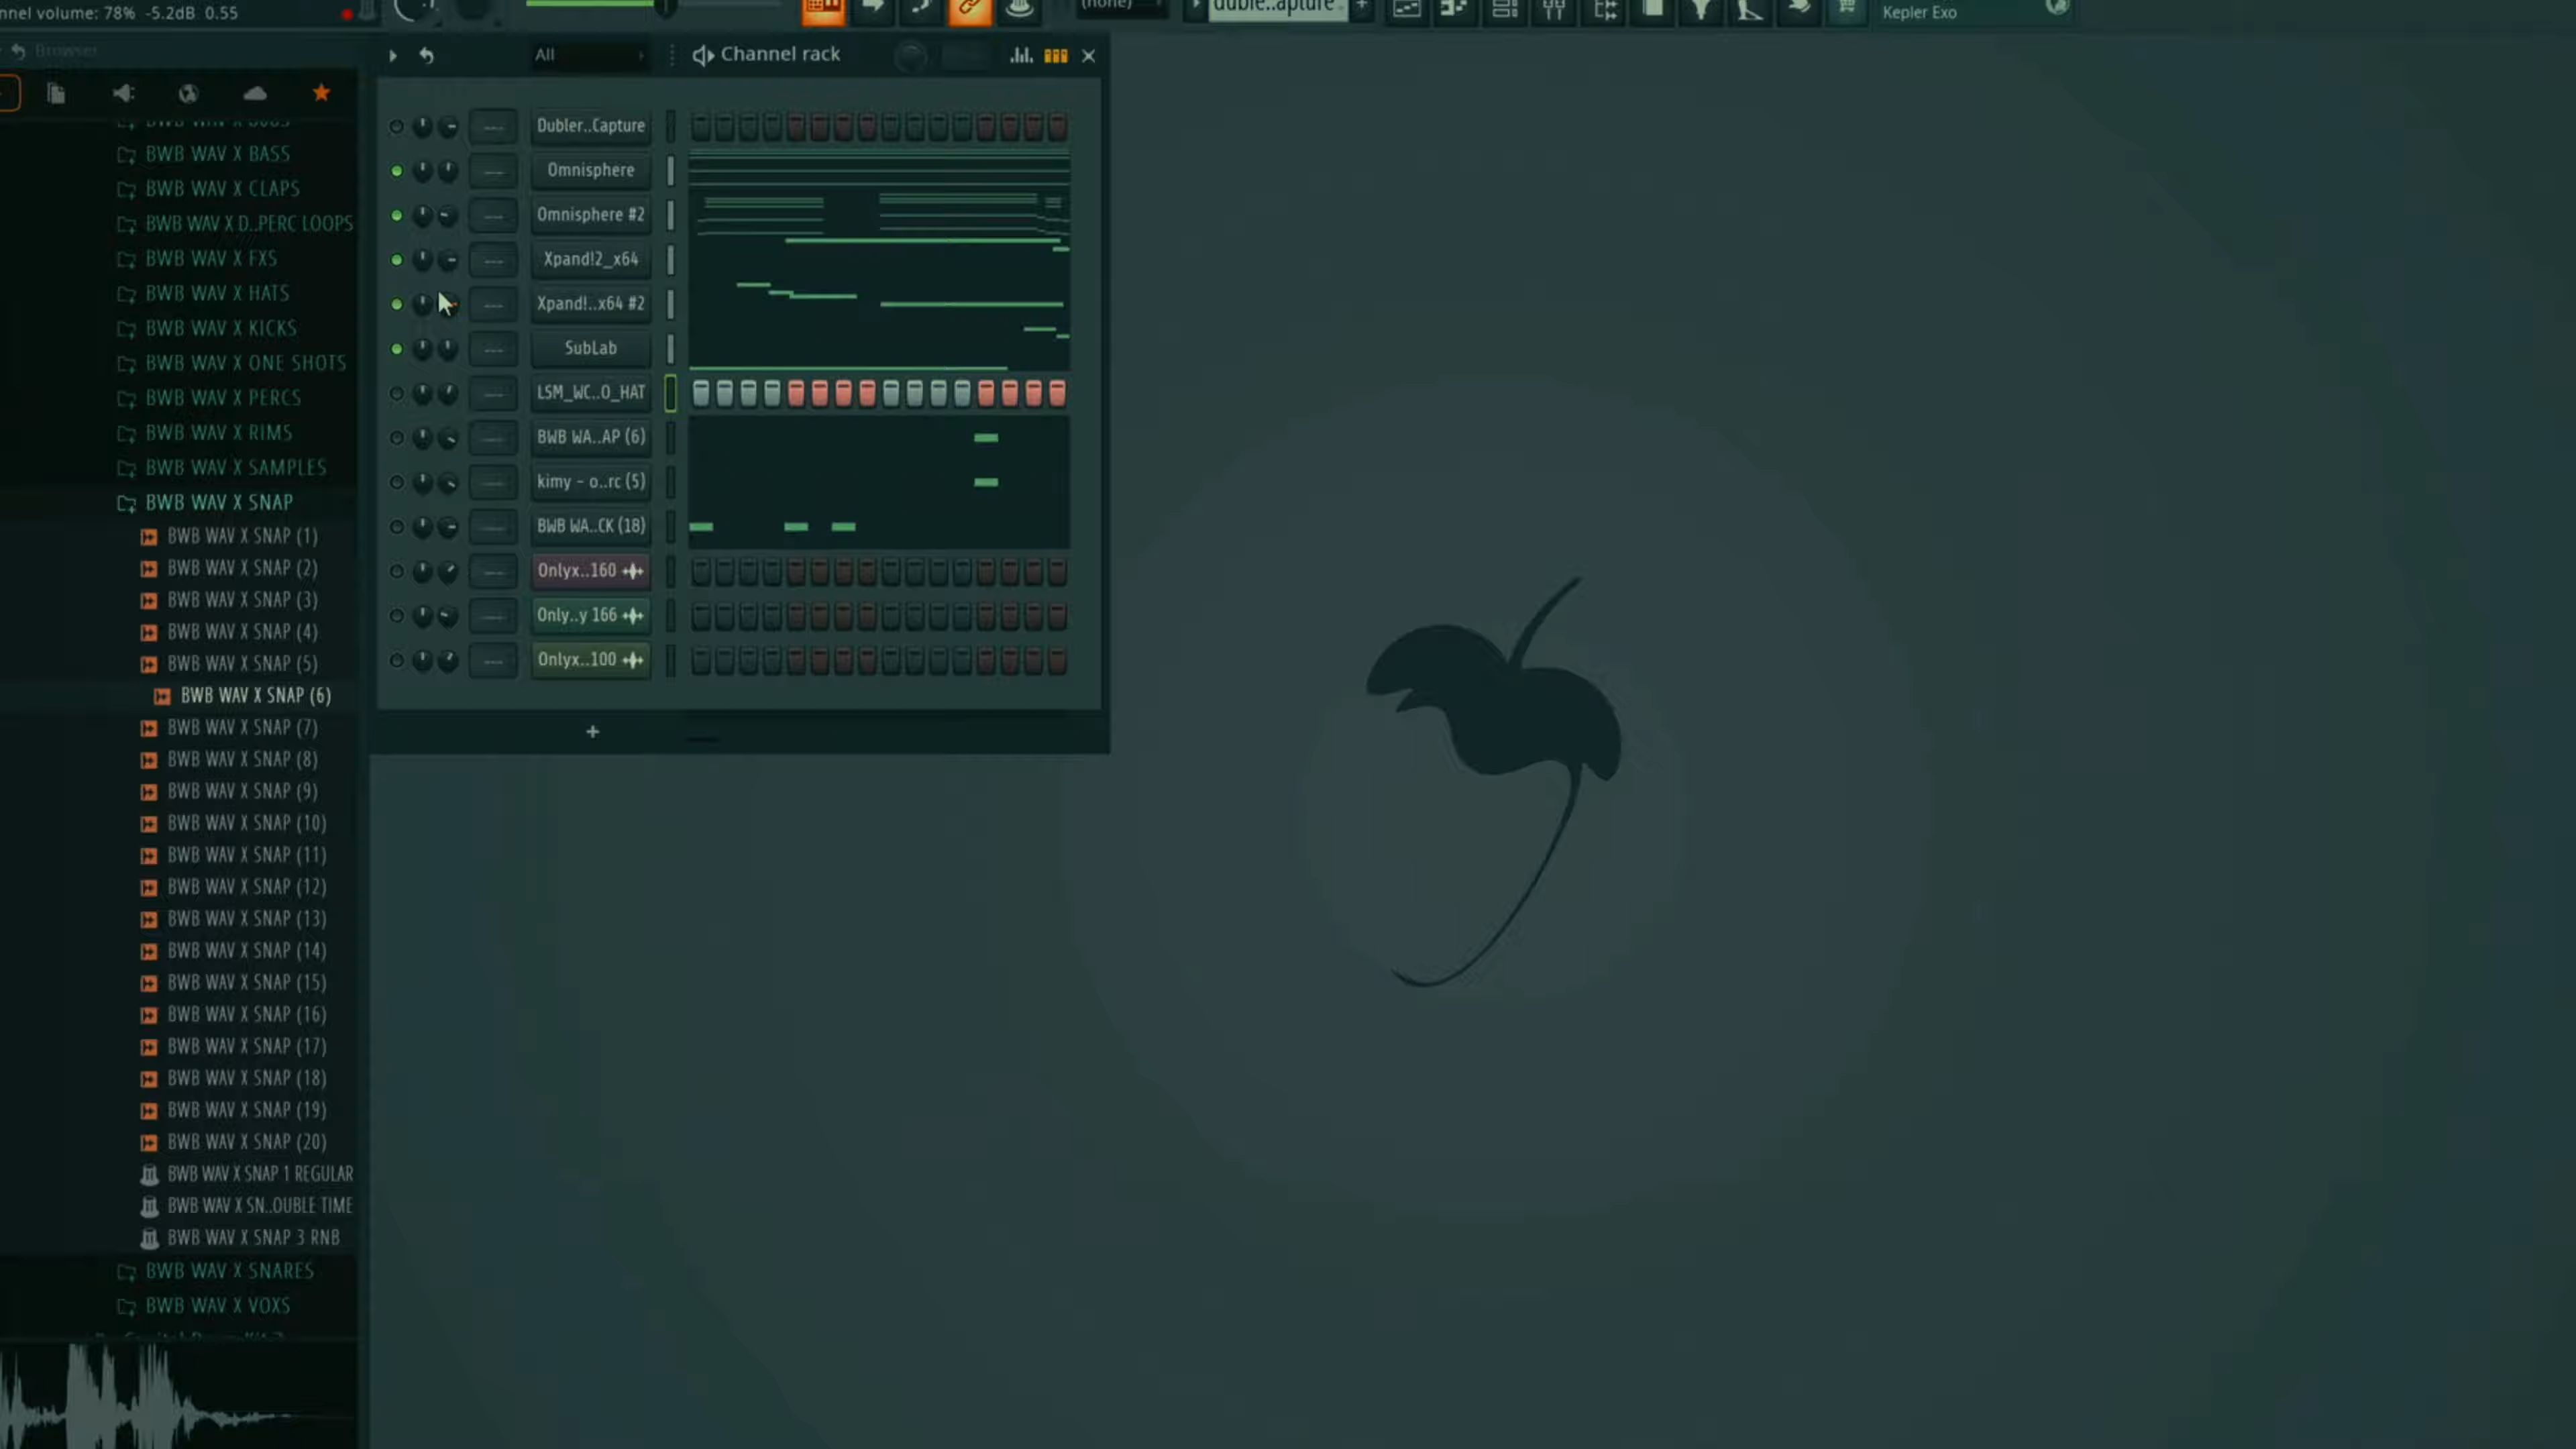 nnel volume: 78% -5.2dB 0.55
(none)
Kepler Exo
Browser
All
Channel rack
BWB WAV X BASS
BWB WAV X CLAPS
BWB WAV X D..PERC LOOPS
BWB WAV X FXS
BWB WAV X HATS
BWB WAV X KICKS
BWB WAV X ONE SHOTS
BWB WAV X PERCS
BWB WAV X RIMS
BWB WAV X SAMPLES
BWB WAV X SNAP
BWB WAV X SNAP (1)
BWB WAV X SNAP (2)
BWB WAV X SNAP (3)
BWB WAV X SNAP (4)
BWB WAV X SNAP (5)
BWB WAV X SNAP (6)
BWB WAV X SNAP (7)
BWB WAV X SNAP (8)
BWB WAV X SNAP (9)
BWB WAV X SNAP (10)
BWB WAV X SNAP (11)
BWB WAV X SNAP (12)
BWB WAV X SNAP (13)
BWB WAV X SNAP (14)
BWB WAV X SNAP (15)
BWB WAV X SNAP (16)
BWB WAV X SNAP (17)
BWB WAV X SNAP (18)
BWB WAV X SNAP (19)
BWB WAV X SNAP (20)
BWB WAV X SNAP 1 REGULAR
BWB WAV X SN..OUBLE TIME
BWB WAV X SNAP 3 RNB
BWB WAV X SNARES
BWB WAV X VOXS
Dubler..Capture
Omnisphere
Omnisphere #2
Xpand!2_x64
Xpand!..x64 #2
SubLab
LSM_WC..O_HAT
BWB WA..AP (6)
kimy - o..rc (5)
BWB WA..CK (18)
Onlyx..160
Only..y 166
Onlyx..100
+